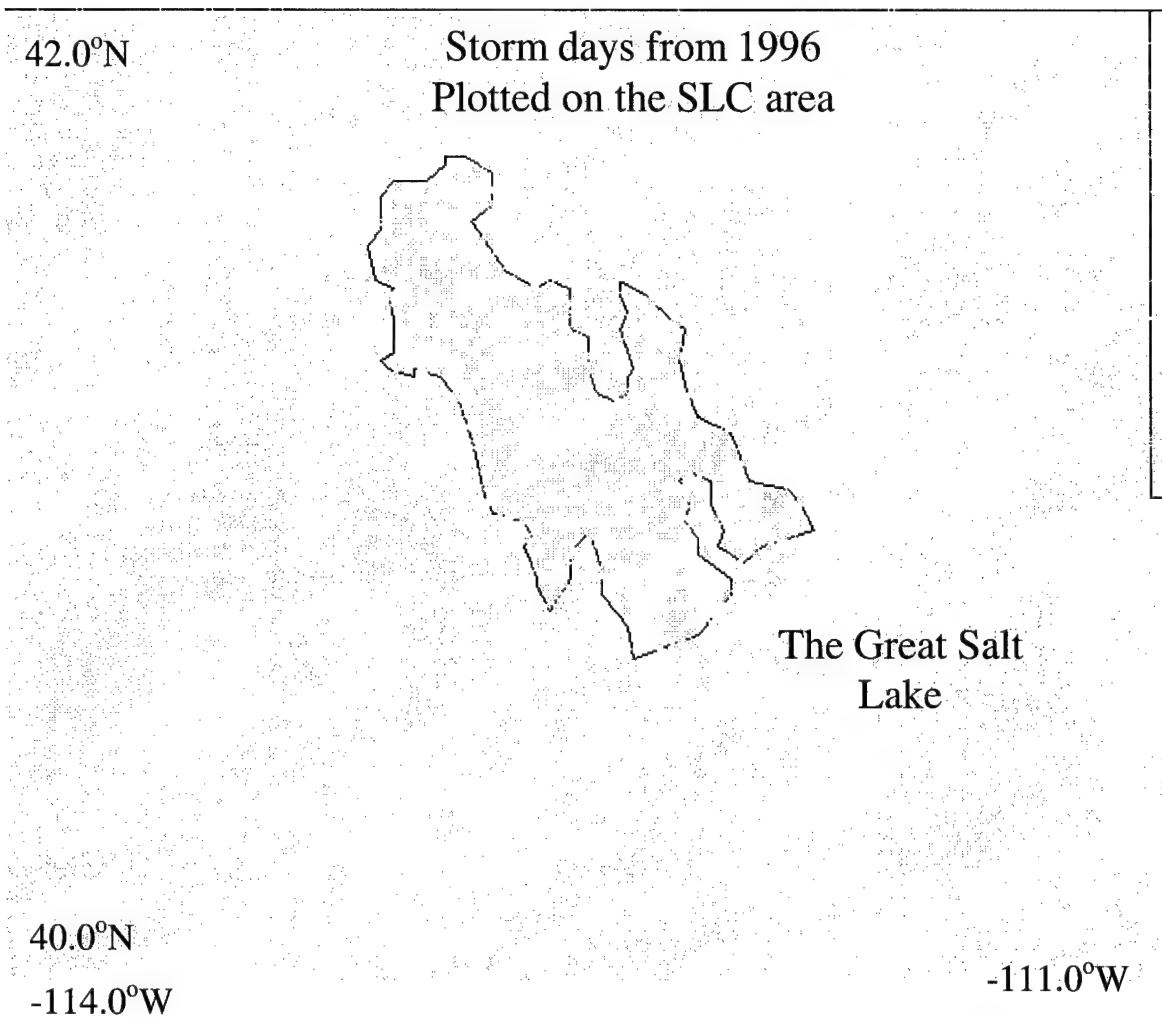 42.0°N
Storm days from 1996
Plotted on the SLC area
The Great Salt
Lake
40.0°N
-114.0°W
-111.0°W